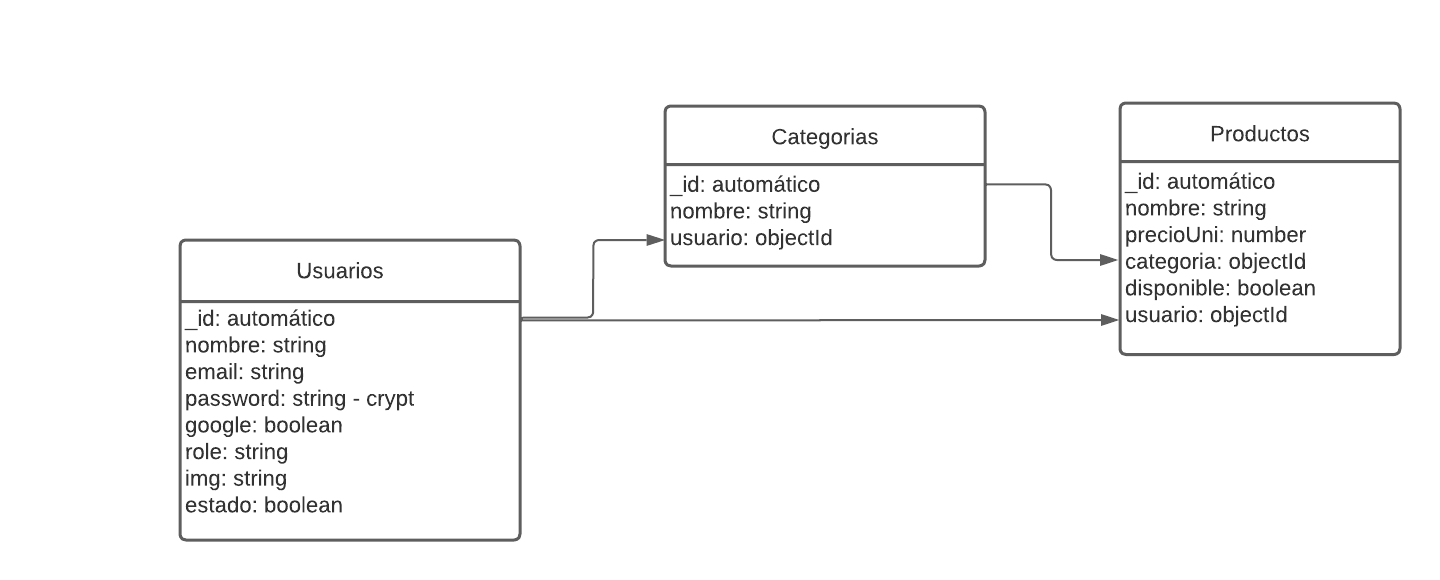 Usuarios
_id: automático
nombre: string
email: string
password: string - crypt
google: boolean
role: string
img: string
estado: boolean
Categorias
_id: automático
nombre: string
usuario: objectId
Productos
_id: automático
nombre: string
precioUni: number
categoria: objectId
disponible: boolean
usuario: objectId